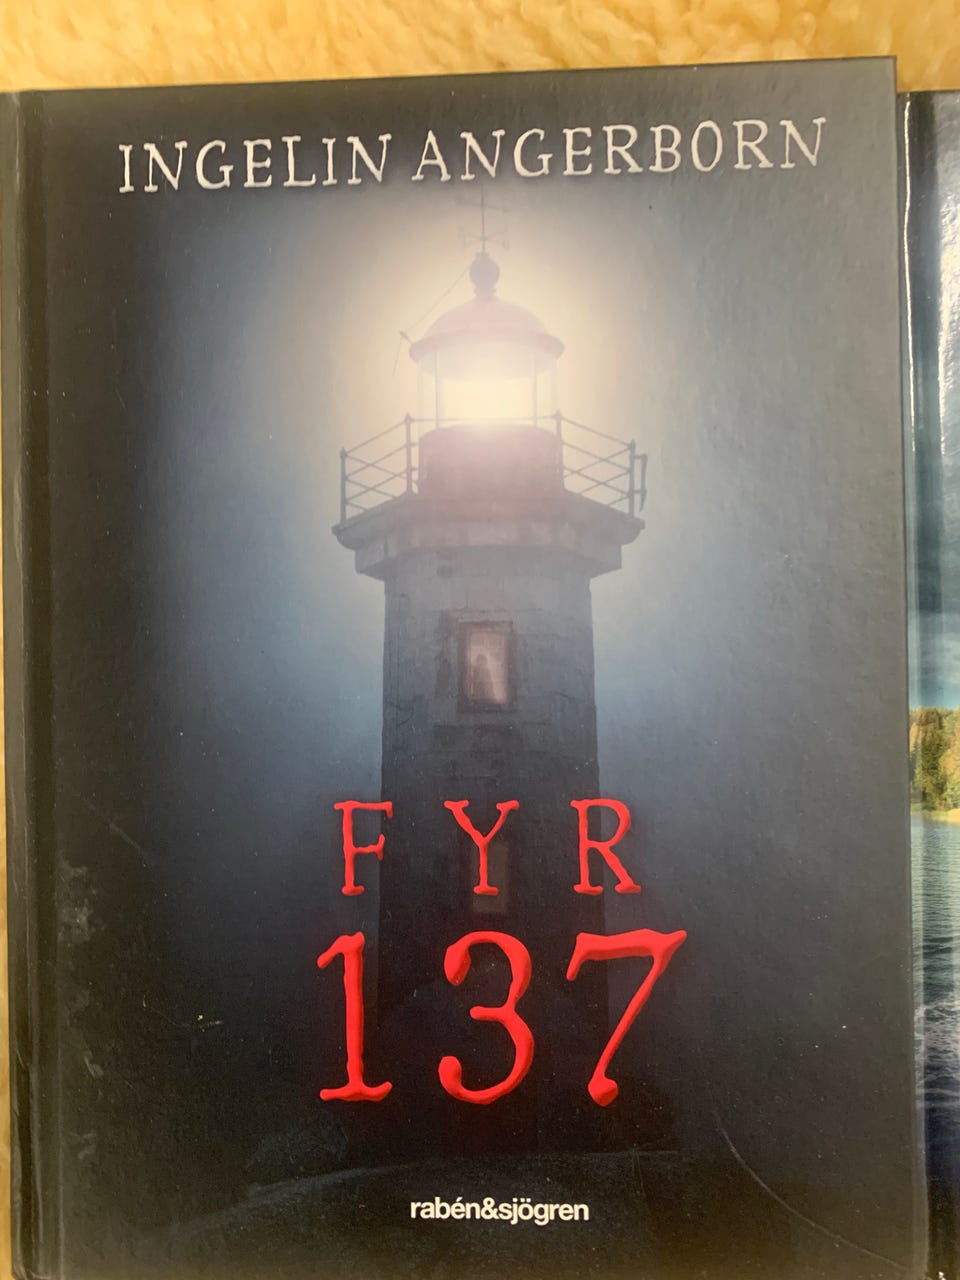 INGELIN ANGERBORN
FYR
137
rabén&sjögren